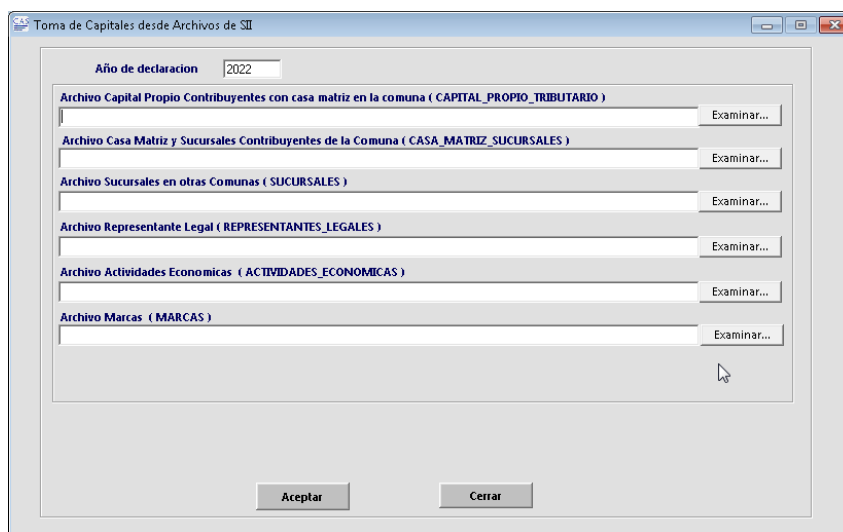 CAS
Toma de Capitales desde Archivos de SII
Año de declaracion 2022
Archivo Capital Propio Contribuyentes con casa matriz en la comuna ( CAPITAL_PROPIO_TRIBUTARIO )
Examinar...
Archivo Casa Matriz y Sucursales Contribuyentes de la Comuna ( CASA_MATRIZ_SUCURSALES )
Examinar...
Archivo Sucursales en otras Comunas ( SUCURSALES )
Examinar...
Archivo Representante Legal ( REPRESENTANTES_LEGALES )
Examinar...
Archivo Actividades Economicas ( ACTIVIDADES_ECONOMICAS )
Examinar...
Archivo Marcas ( MARCAS )
Examinar...
Aceptar Cerrar